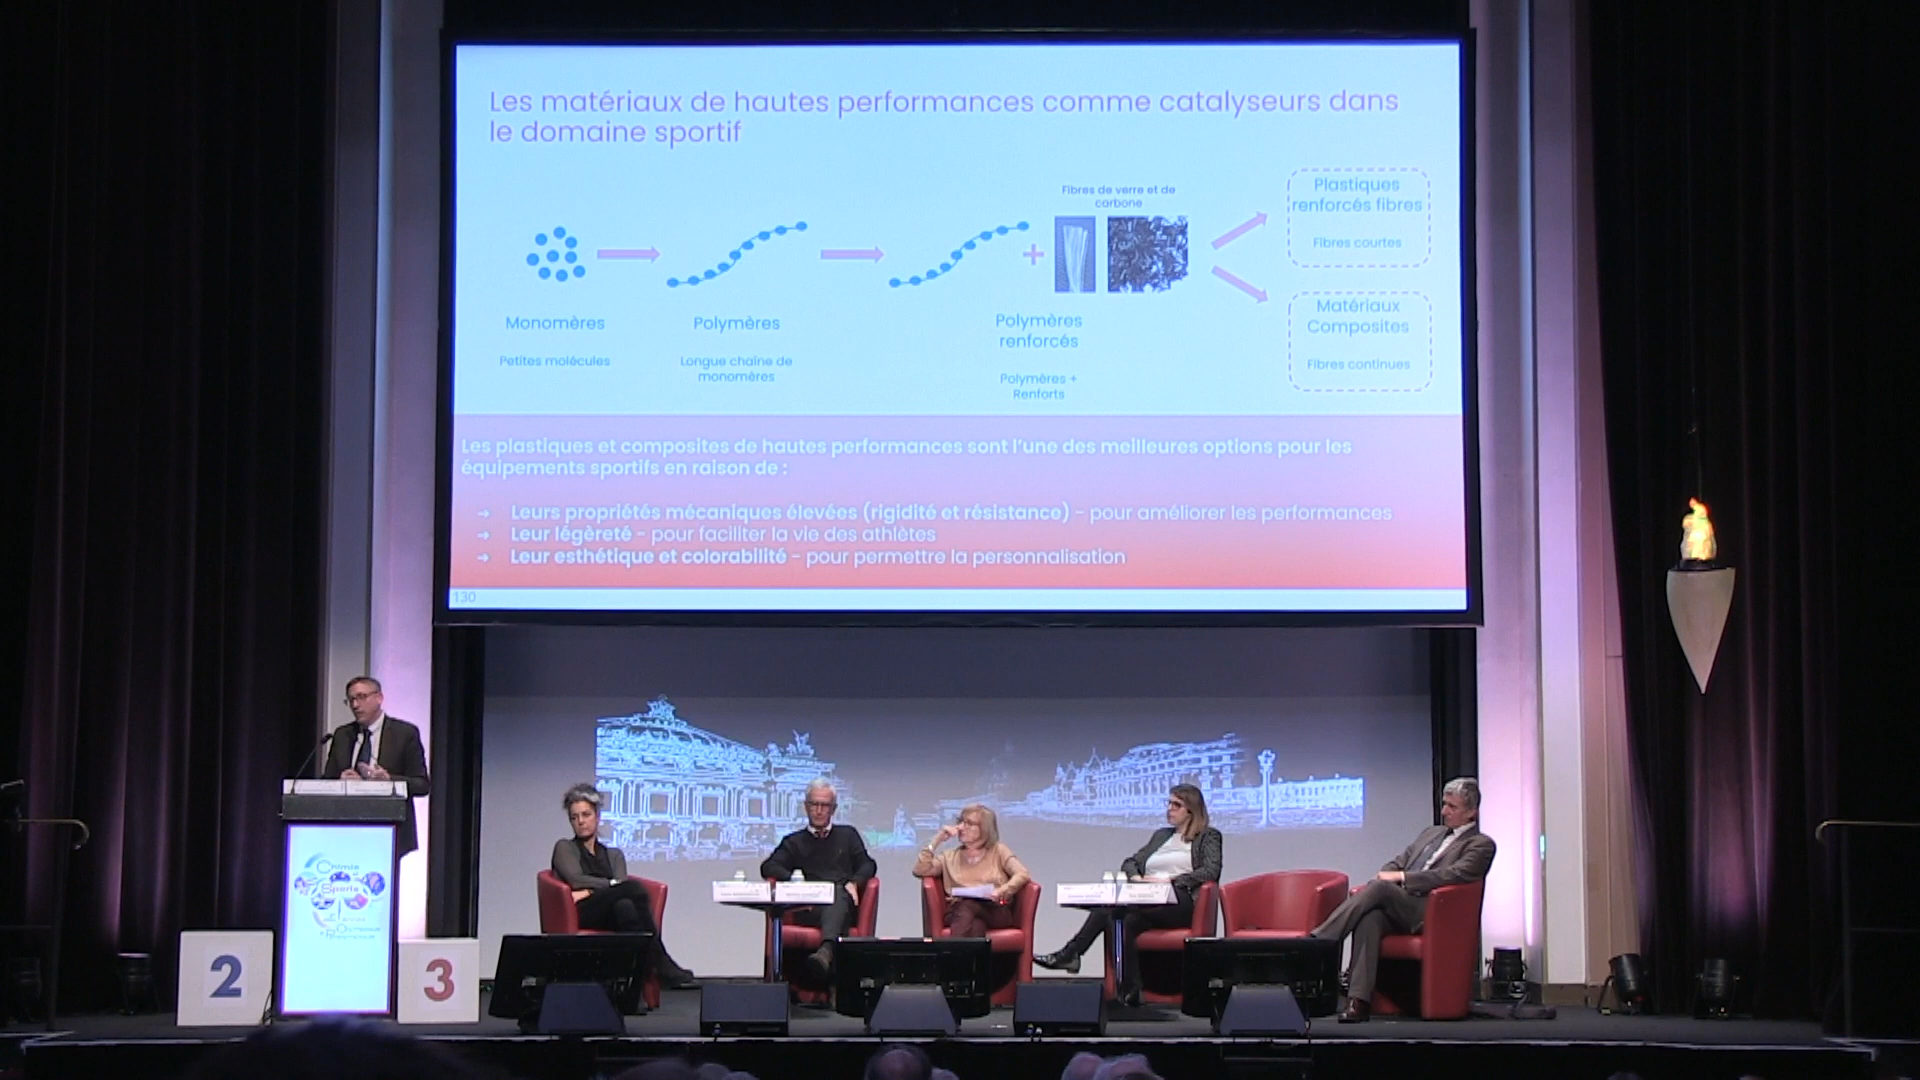 Les matériaux de hautes performances comme catalyseurs dans
le domaine sportif
Fibres de verre et de
carbone
Plastiques
renforcés fibres
Fibres courtes
Monomères
Petites molécules
Polymères
Longue chaîne de
monomères
+
Polymères
renforcés
Polymères +
Renforts
Matériaux
Composites
Fibres continues
Les plastiques et composites de hautes performances sont l'une des meilleures options pour les
équipements sportifs en raison de :
→ Leurs propriétés mécaniques élevées (rigidité et résistance) - pour améliorer les performances
→ Leur légèreté - pour faciliter la vie des athlètes
→ Leur esthétique et colorabilité - pour permettre la personnalisation
130
Chimie
Sports
2
3